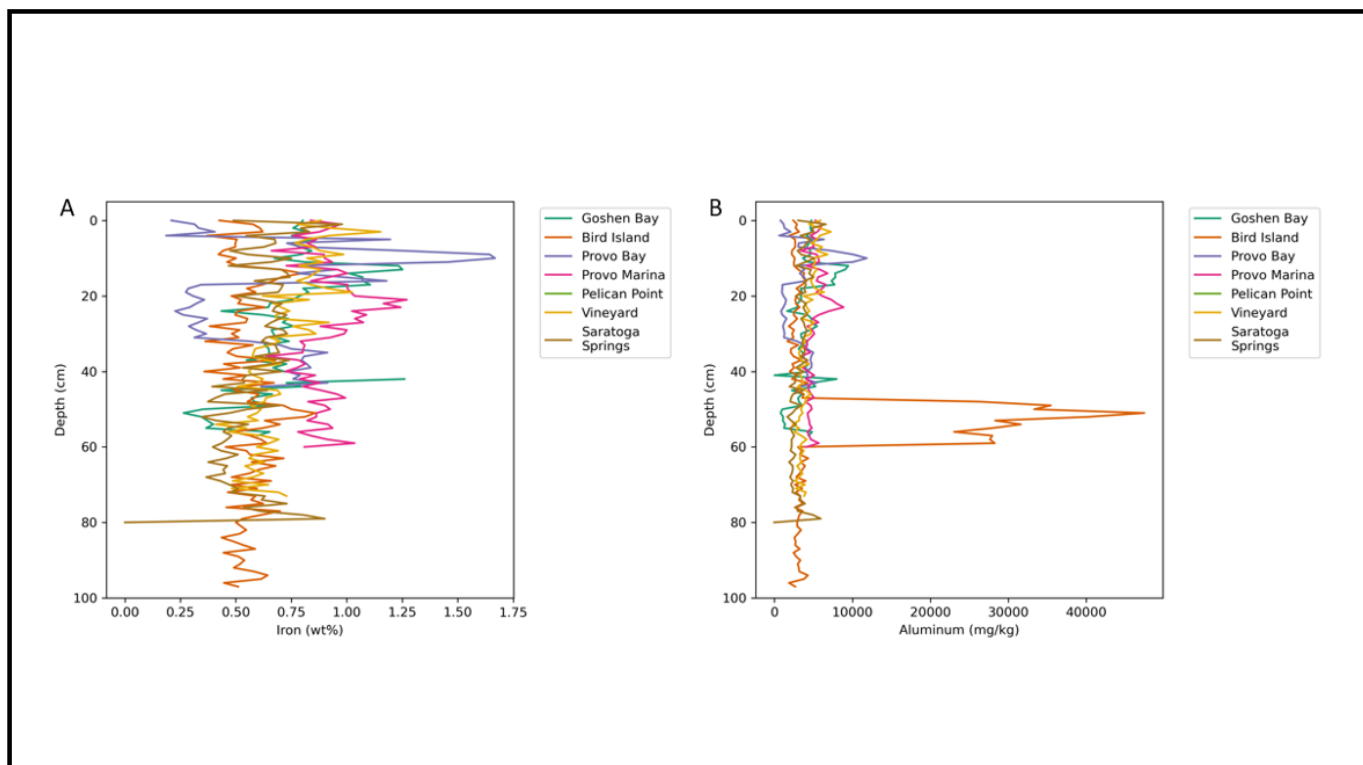 A
0
20
40
60
80
100
Depth (cm)
0.00 0.25 0.50 0.75 1.00 1.25 1.50 1.75
Iron (wt%)
Goshen Bay
Bird Island
Provo Bay
Provo Marina
Pelican Point
Vineyard
Saratoga
Springs
B
0
20
40
60
80
100
Depth (cm)
0 10000 20000 30000 40000
Aluminum (mg/kg)
Goshen Bay
Bird Island
Provo Bay
Provo Marina
Pelican Point
Vineyard
Saratoga
Springs